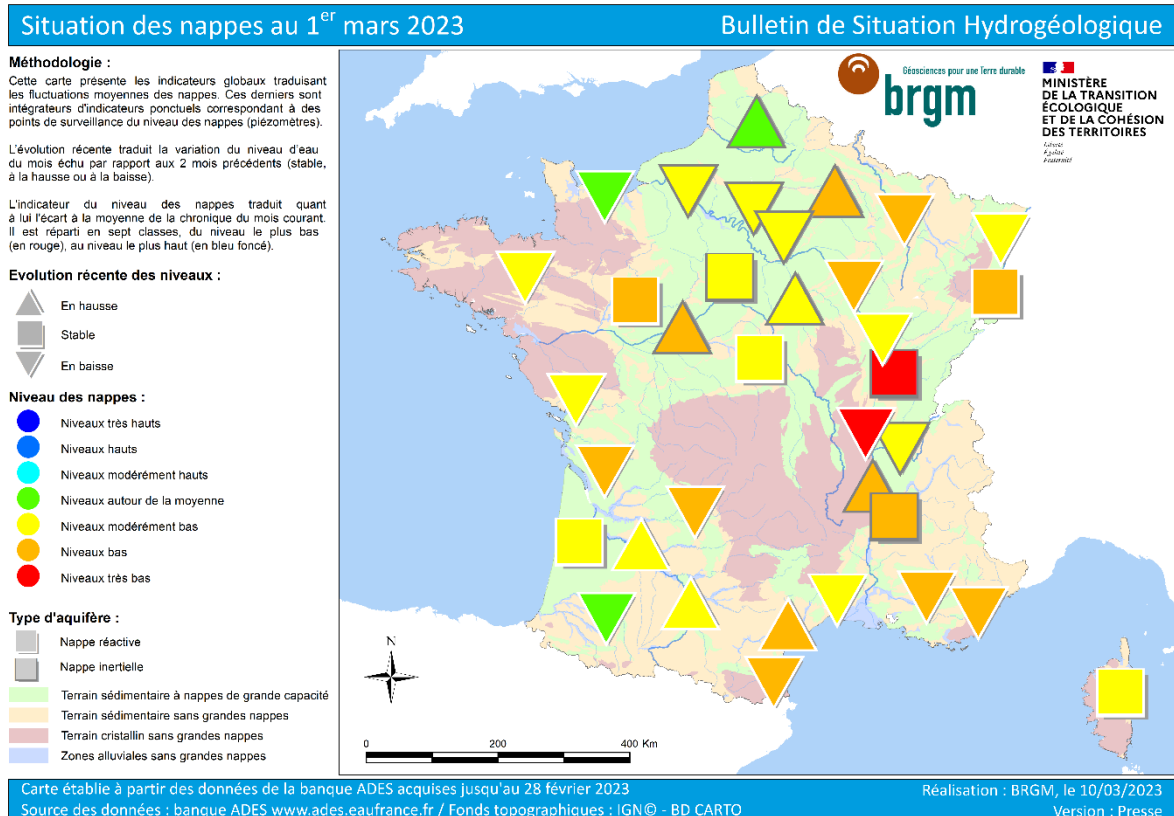 Situation des nappes au 1er mars 2023
Bulletin de Situation Hydrogéologique
Méthodologie :
Cette carte présente les indicateurs globaux traduisant
les fluctuations moyennes des nappes. Ces derniers sont
intégrateurs d'indicateurs ponctuels correspondant à des
points de surveillance du niveau des nappes (piézomètres).
L'évolution récente traduit la variation du niveau d'eau
du mois échu par rapport aux 2 mois précédents (stable,
à la hausse ou à la baisse).
L'indicateur du niveau des nappes traduit quant
à lui l'écart à la moyenne de la chronique du mois courant.
Il est réparti en sept classes, du niveau le plus bas
(en rouge), au niveau le plus haut (en bleu foncé).
Evolution récente des niveaux :
En hausse
Stable
En baisse
Niveau des nappes :
Niveaux très hauts
Niveaux hauts
Niveaux modérément hauts
Niveaux autour de la moyenne
Niveaux modérément bas
Niveaux bas
Niveaux très bas
Type d'aquifère :
Nappe réactive
Nappe inertielle
Terrain sédimentaire à nappes de grande capacité
Terrain sédimentaire sans grandes nappes
Terrain cristallin sans grandes nappes
Zones alluviales sans grandes nappes
Géosciences pour une Terre durable
brgm
MINISTÈRE
DE LA TRANSITION
ÉCOLOGIQUE
ET DE LA COHÉSION
DES TERRITOIRES
Liberté
Égalité
Fraternité
N
0 200 400 Km
Carte établie à partir des données de la banque ADES acquises jusqu'au 28 février 2023
Source des données : banque ADES www.ades.eaufrance.fr / Fonds topographiques : IGN© - BD CARTO
Réalisation : BRGM, le 10/03/2023
Version : Presse